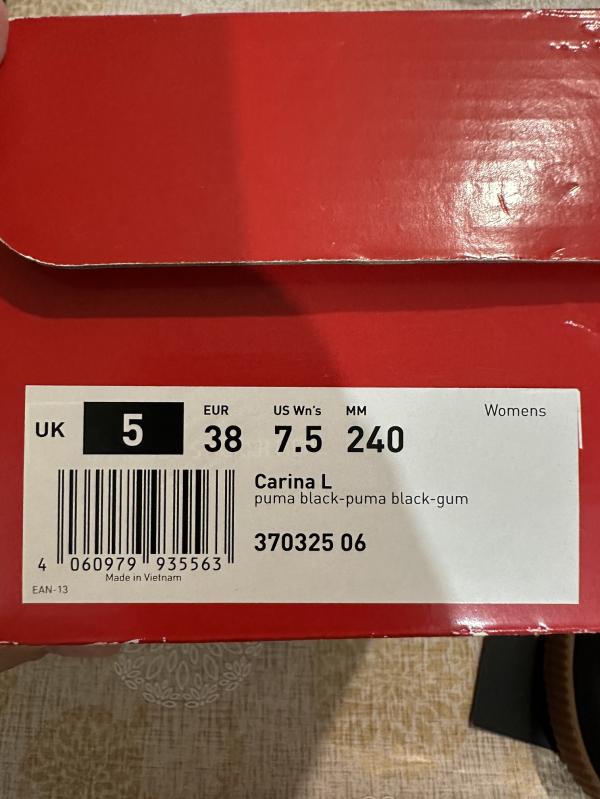 UK 5
EUR 38
US Wn's 7.5
MM 240
Womens
Carina L
puma black-puma black-gum
370325 06
4 060979 935563
Made in Vietnam
EAN-13